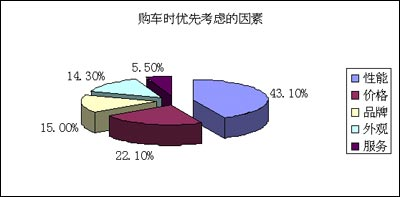 购车时优先考虑的因素
5.50%
14.30%
43.10%
15.00%
22.10%
性能
价格
品牌
外观
服务